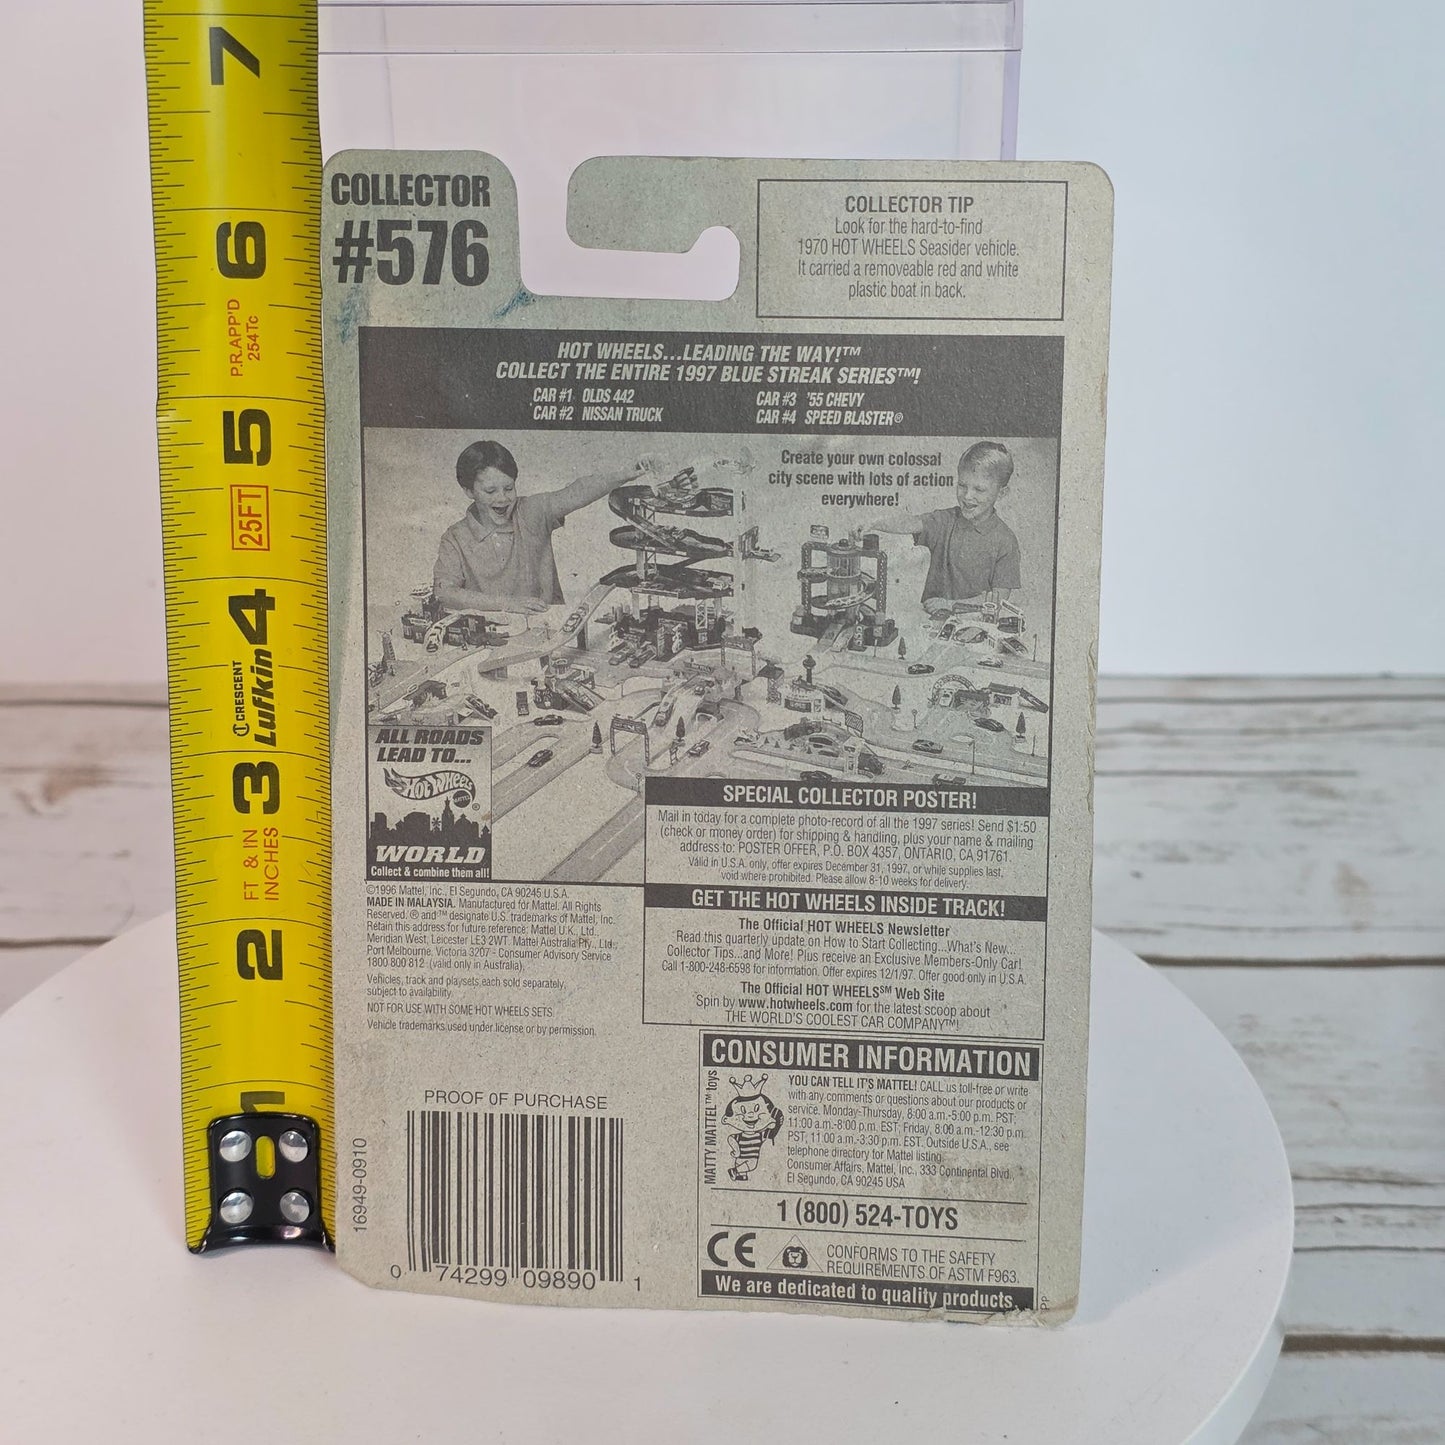 7
6
P.R.APP'D
254Tc
5
25FT
4
CRESCENT
Lufkin
3
FT & IN
INCHES
2
1
COLLECTOR
#576
COLLECTOR TIP
Look for the hard-to-find
1970 HOT WHEELS Seasider vehicle.
It carried a removeable red and white
plastic boat in back.
HOT WHEELS...LEADING THE WAY!™
COLLECT THE ENTIRE 1997 BLUE STREAK SERIES™!
CAR #1 OLDS 442
CAR #2 NISSAN TRUCK
CAR #3 '55 CHEVY
CAR #4 SPEED BLASTER®
Create your own colossal
city scene with lots of action
everywhere!
ALL ROADS
LEAD TO...
HOT WHEELS
MATTEL
®
WORLD
Collect & combine them all!
SPECIAL COLLECTOR POSTER!
Mail in today for a complete photo-record of all the 1997 series! Send $1.50
(check or money order) for shipping & handling, plus your name & mailing
address to: POSTER OFFER, P.O. BOX 4357, ONTARIO, CA 91761.
Valid in U.S.A. only, offer expires December 31, 1997, or while supplies last,
void where prohibited. Please allow 8-10 weeks for delivery.
GET THE HOT WHEELS INSIDE TRACK!
The Official HOT WHEELS Newsletter
Read this quarterly update on How to Start Collecting...What's New...
Collector Tips...and More! Plus receive an Exclusive Members-Only Car!
Call 1-800-248-6598 for information. Offer expires 12/1/97. Offer good only in U.S.A.
The Official HOT WHEELS℠ Web Site
Spin by www.hotwheels.com for the latest scoop about
THE WORLD'S COOLEST CAR COMPANY™!
©1996 Mattel, Inc., El Segundo, CA 90245 U.S.A.
MADE IN MALAYSIA. Manufactured for Mattel. All Rights
Reserved. ® and ™ designate U.S. trademarks of Mattel, Inc.
Retain this address for future reference: Mattel U.K., Ltd.,
Meridian West, Leicester LE3 2WT. Mattel Australia Pty., Ltd.,
Port Melbourne, Victoria 3207 - Consumer Advisory Service
1800 800 812 (valid only in Australia).
Vehicles, track and playsets each sold separately,
subject to availability.
NOT FOR USE WITH SOME HOT WHEELS SETS.
Vehicle trademarks used under license or by permission.
PROOF OF PURCHASE
16949-0910
0 74299 09890 1
CONSUMER INFORMATION
MATTY MATTEL™ toys
YOU CAN TELL IT'S MATTEL! CALL us toll-free or write
with any comments or questions about our products or
service. Monday-Thursday, 8:00 a.m.-5:00 p.m. PST;
11:00 a.m.-8:00 p.m. EST; Friday, 8:00 a.m.-12:30 p.m.
PST; 11:00 a.m.-3:30 p.m. EST. Outside U.S.A., see
telephone directory for Mattel listing.
Consumer Affairs, Mattel, Inc., 333 Continental Blvd.,
El Segundo, CA 90245 USA
1 (800) 524-TOYS
CE
CONFORMS TO THE SAFETY
REQUIREMENTS OF ASTM F963.
We are dedicated to quality products.
PP